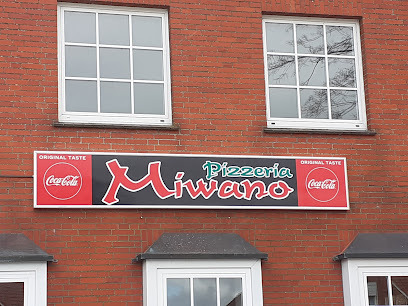 ORIGINAL TASTE
Coca-Cola
Pizzeria
Miwano
ORIGINAL TASTE
Coca-Cola